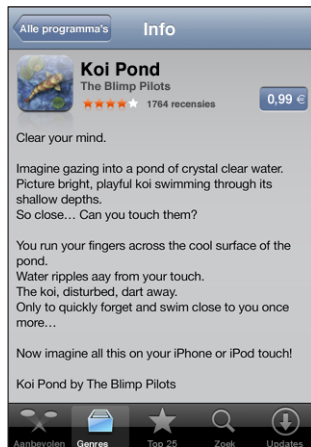 Alle programma's
Info
Koi Pond
The Blimp Pilots
1764 recensies
0,99 €
Clear your mind.
Imagine gazing into a pond of crystal clear water.
Picture bright, playful koi swimming through its
shallow depths.
So close… Can you touch them?
You run your fingers across the cool surface of the
pond.
Water ripples aay from your touch.
The koi, disturbed, dart away.
Only to quickly forget and swim close to you once
more…
Now imagine all this on your iPhone or iPod touch!
Koi Pond by The Blimp Pilots
Aanbevolen
Genres
Top 25
Zoek
Updates